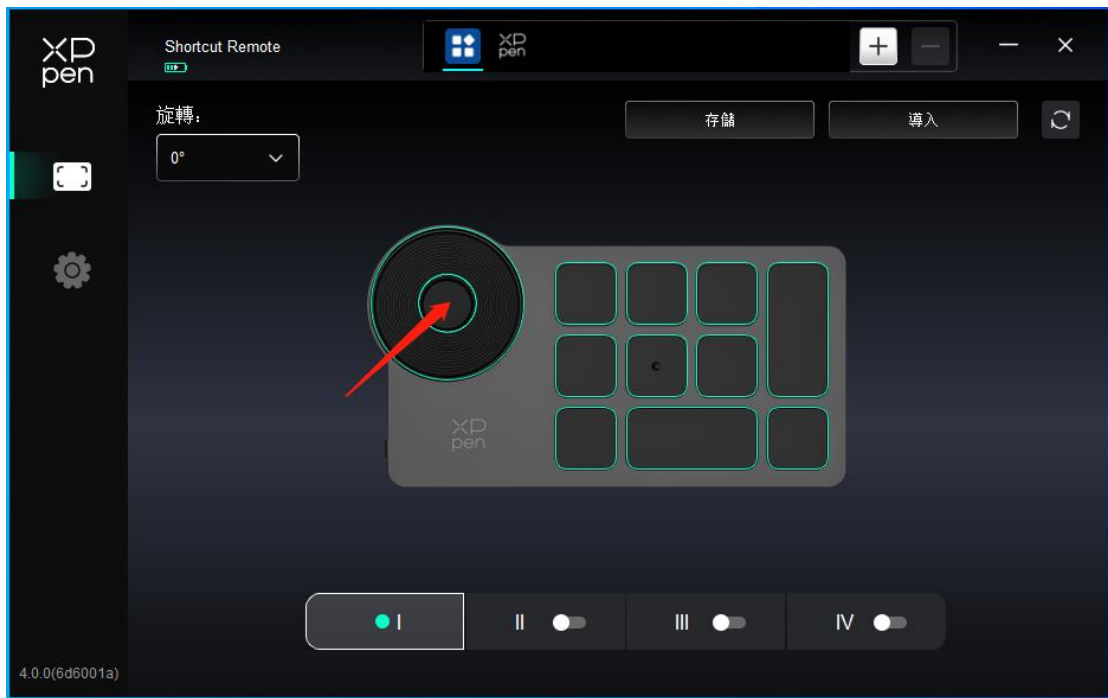 XP
pen
Shortcut Remote
XP
pen
旋轉：
0°
存儲
導入
XP
pen
I
II
III
IV
4.0.0(6d6001a)